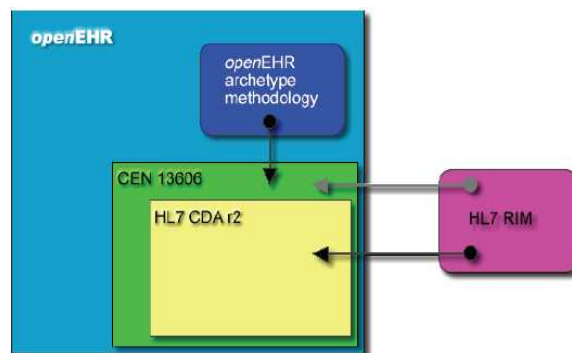 openEHR
openEHR
archetype
methodology
CEN 13606
HL7 CDA r2
HL7 RIM